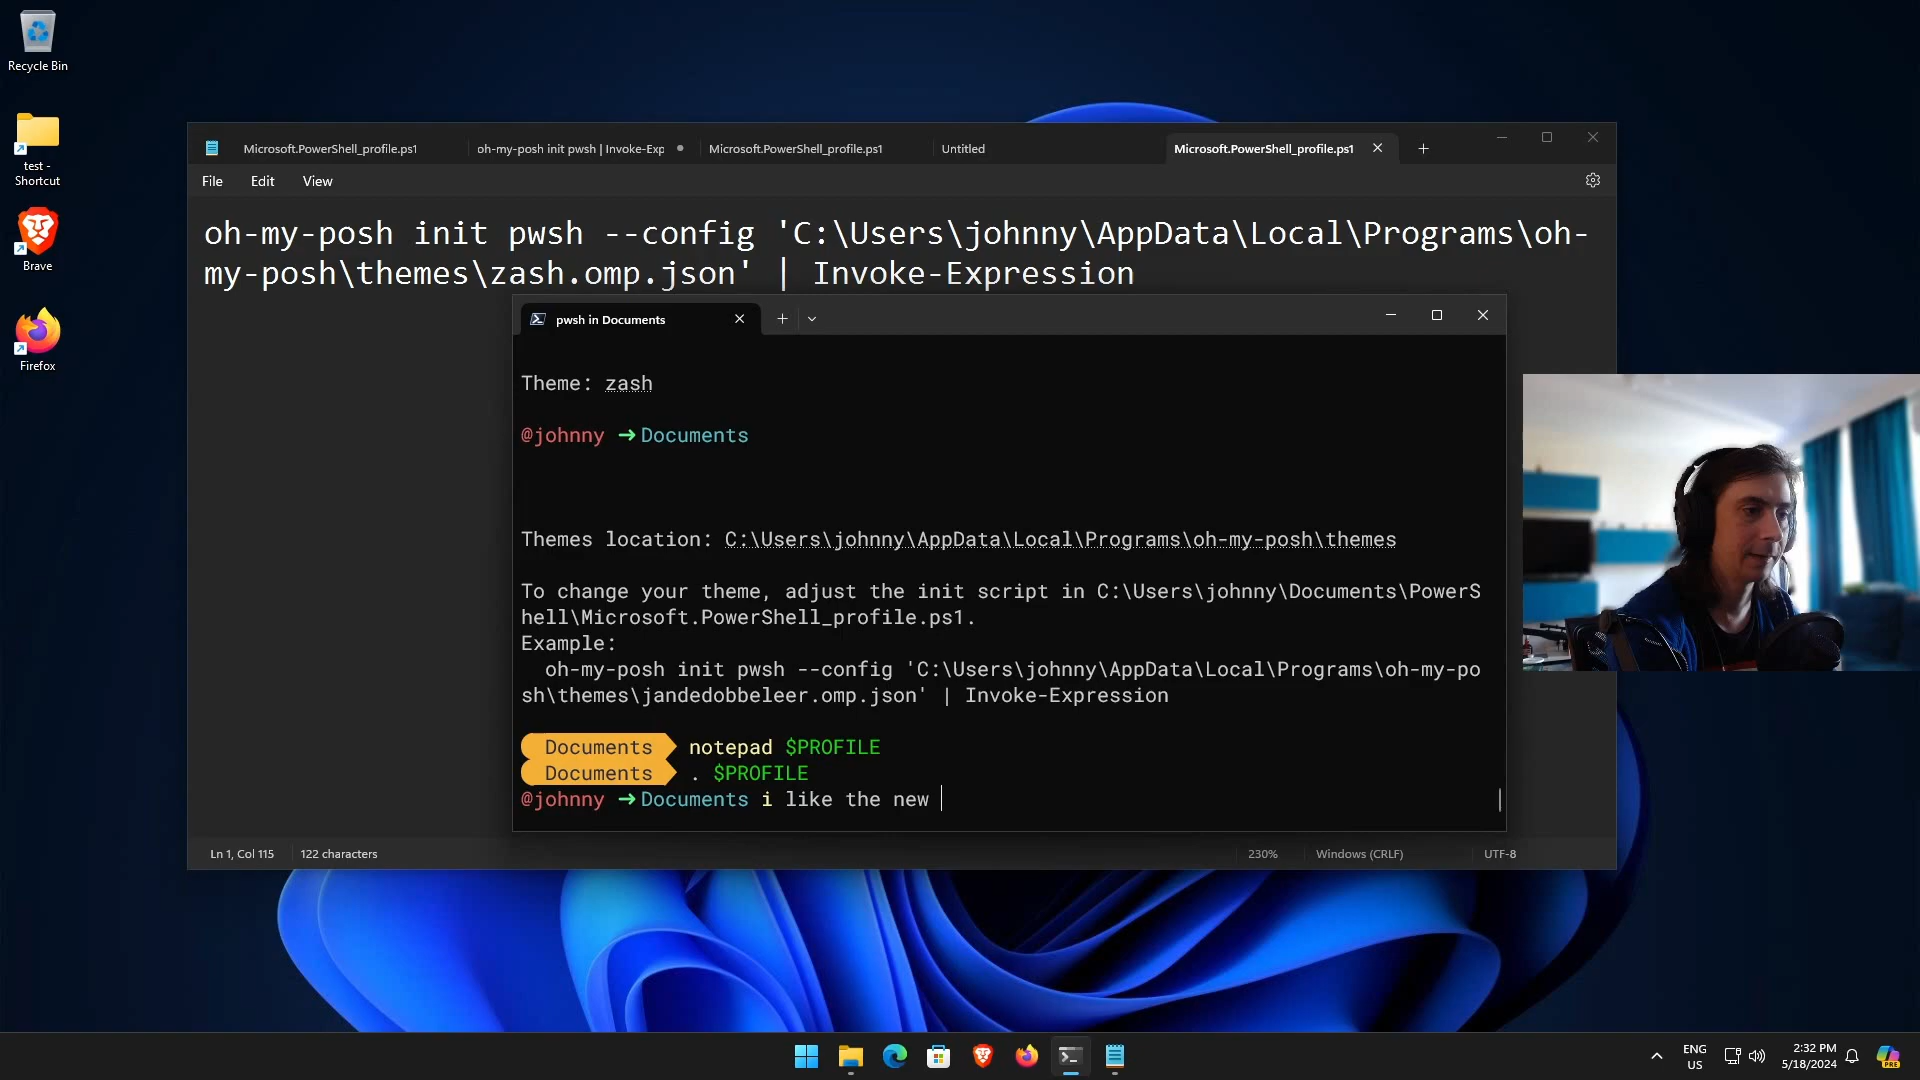 Recycle Bin
test -
Shortcut
Brave
Firefox
Microsoft.PowerShell_profile.ps1
oh-my-posh init pwsh | Invoke-Exp
Microsoft.PowerShell_profile.ps1
Untitled
Microsoft.PowerShell_profile.ps1
File
Edit
View
oh-my-posh init pwsh --config 'C:\Users\johnny\AppData\Local\Programs\oh-
my-posh\themes\zash.omp.json' | Invoke-Expression
pwsh in Documents
Theme: zash
@johnny ➜ Documents
Themes location: C:\Users\johnny\AppData\Local\Programs\oh-my-posh\themes
To change your theme, adjust the init script in C:\Users\johnny\Documents\PowerS
hell\Microsoft.PowerShell_profile.ps1.
Example:
oh-my-posh init pwsh --config 'C:\Users\johnny\AppData\Local\Programs\oh-my-po
sh\themes\jandedobbeleer.omp.json' | Invoke-Expression
Documents notepad $PROFILE
Documents . $PROFILE
@johnny ➜ Documents i like the new
Ln 1, Col 115
122 characters
230%
Windows (CRLF)
UTF-8
ENG
US
2:32 PM
5/18/2024
PRE